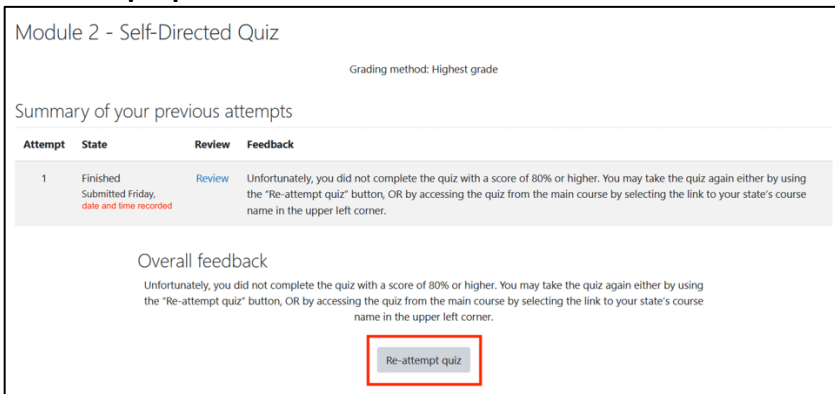 Module 2 - Self-Directed Quiz
Grading method: Highest grade
Summary of your previous attempts
Attempt State Review Feedback
1 Finished Review Unfortunately, you did not complete the quiz with a score of 80% or higher. You may take the quiz again either by using
Submitted Friday, the "Re-attempt quiz" button, OR by accessing the quiz from the main course by selecting the link to your state's course
date and time recorded name in the upper left corner.
Overall feedback
Unfortunately, you did not complete the quiz with a score of 80% or higher. You may take the quiz again either by using
the "Re-attempt quiz" button, OR by accessing the quiz from the main course by selecting the link to your state's course
name in the upper left corner.
Re-attempt quiz